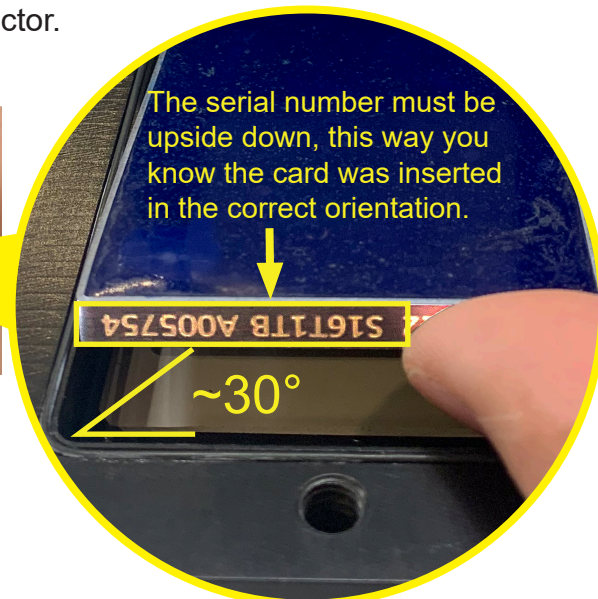 ctor.
The serial number must be
upside down, this way you
know the card was inserted
in the correct orientation.
S16T1TB A005754
~30°